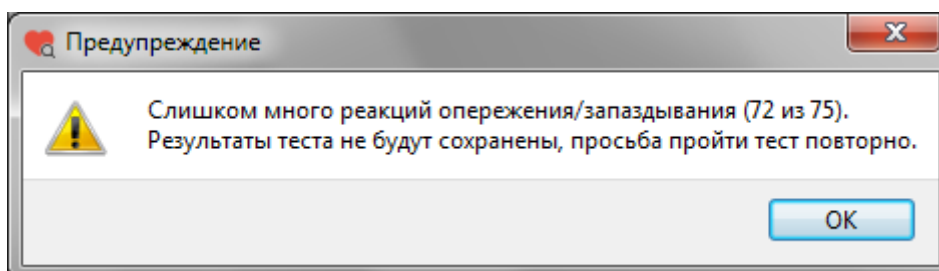 Предупреждение
Слишком много реакций опережения/запаздывания (72 из 75).
Результаты теста не будут сохранены, просьба пройти тест повторно.
OK